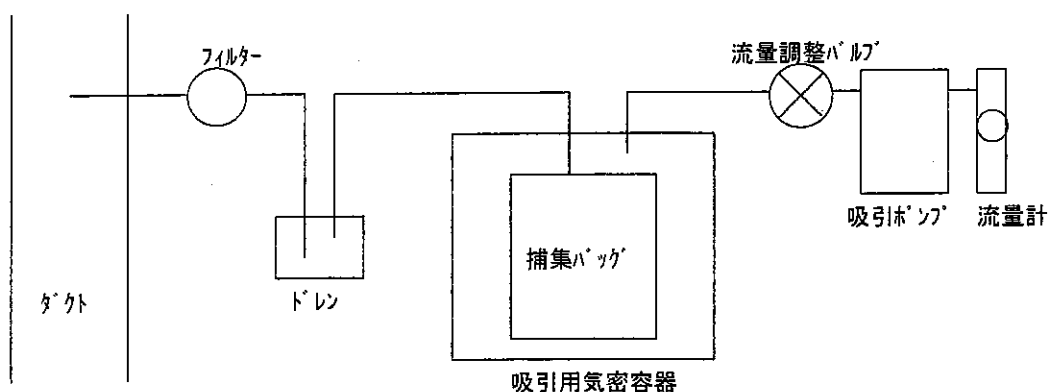 フィルター
流量調整ﾊﾞﾙﾌﾞ
吸引ﾎﾟﾝﾌﾟ
流量計
捕集ﾊﾞｯｸﾞ
ﾀﾞｸﾄ
ﾄﾞﾚﾝ
吸引用気密容器